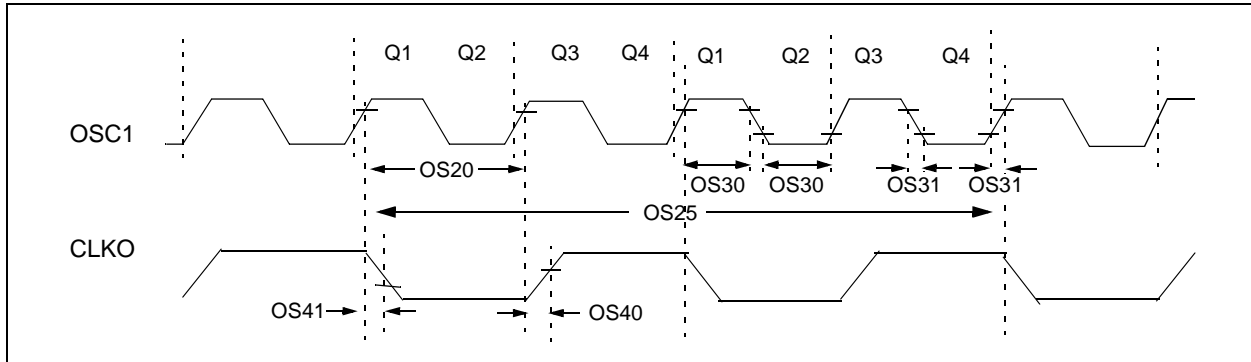 Q1 Q2 Q3 Q4 Q1 Q2 Q3 Q4
OSC1
OS20
OS30 OS30 OS31 OS31
OS25
CLKO
OS41 OS40